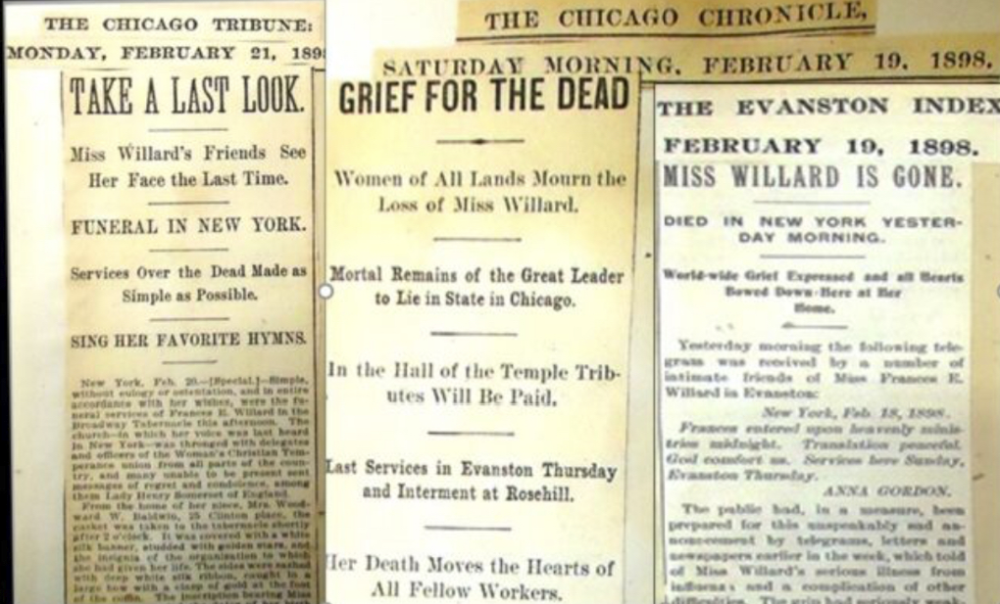 THE CHICAGO TRIBUNE:
MONDAY, FEBRUARY 21, 189
TAKE A LAST LOOK.
Miss Willard's Friends See
Her Face the Last Time.
FUNERAL IN NEW YORK.
Services Over the Dead Made as
Simple as Possible.
SING HER FAVORITE HYMNS.
New York, Feb. 20.—[Special.]—Simple,
without eulogy or ostentation, and in entire
accordance with her wishes, were the fu-
neral services of Frances E. Willard in the
Broadway Tabernacle this afternoon. The
church—in which her voice was last heard
in New York—was thronged with delegates
and officers of the Woman's Christian Tem-
perance union from all parts of the coun-
try, and many unable to be present sent
messages of regret and condolence, among
them Lady Henry Somerset of England.
From the home of her niece, Mrs. Wood-
ward W. Baldwin, 25 Clinton place, the
casket was taken to the tabernacle shortly
after 2 o'clock. It was covered with a white
silk banner, studded with golden stars, and
the insignia of the organization to which
she had given her life. The sides were sashed
with deep white silk ribbon, caught in a
large bow with a clasp of gold at the foot
of the coffin. The inscription bearing Miss
THE CHICAGO CHRONICLE,
SATURDAY MORNING, FEBRUARY 19, 1898.
GRIEF FOR THE DEAD
Women of All Lands Mourn the
Loss of Miss Willard.
Mortal Remains of the Great Leader
to Lie in State in Chicago.
In the Hall of the Temple Trib-
utes Will Be Paid.
Last Services in Evanston Thursday
and Interment at Rosehill.
Her Death Moves the Hearts of
All Fellow Workers.
THE EVANSTON INDEX
FEBRUARY 19, 1898.
MISS WILLARD IS GONE.
DIED IN NEW YORK YESTER-
DAY MORNING.
World-wide Grief Expressed and all Hearts
Bowed Down—Here at Her
Home.
Yesterday morning the following tele-
gram was received by a number of
intimate friends of Miss Frances E.
Willard in Evanston:
New York, Feb. 18, 1898.
Frances entered upon heavenly minis-
tries midnight. Translation peaceful.
God comfort us. Services here Sunday,
Evanston Thursday.
ANNA GORDON.
The public had, in a measure, been
prepared for this unspeakably sad an-
nouncement by telegrams, letters and
newspapers earlier in the week, which told
of Miss Willard's serious illness from
influenza and a complication of other
difficulties. The grip had seriously weak-